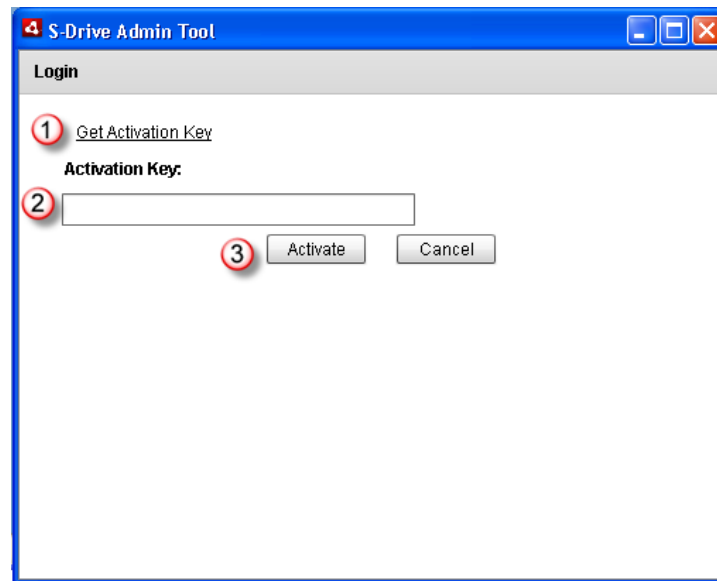 S-Drive Admin Tool
Login
1 Get Activation Key
Activation Key:
2
3 Activate Cancel